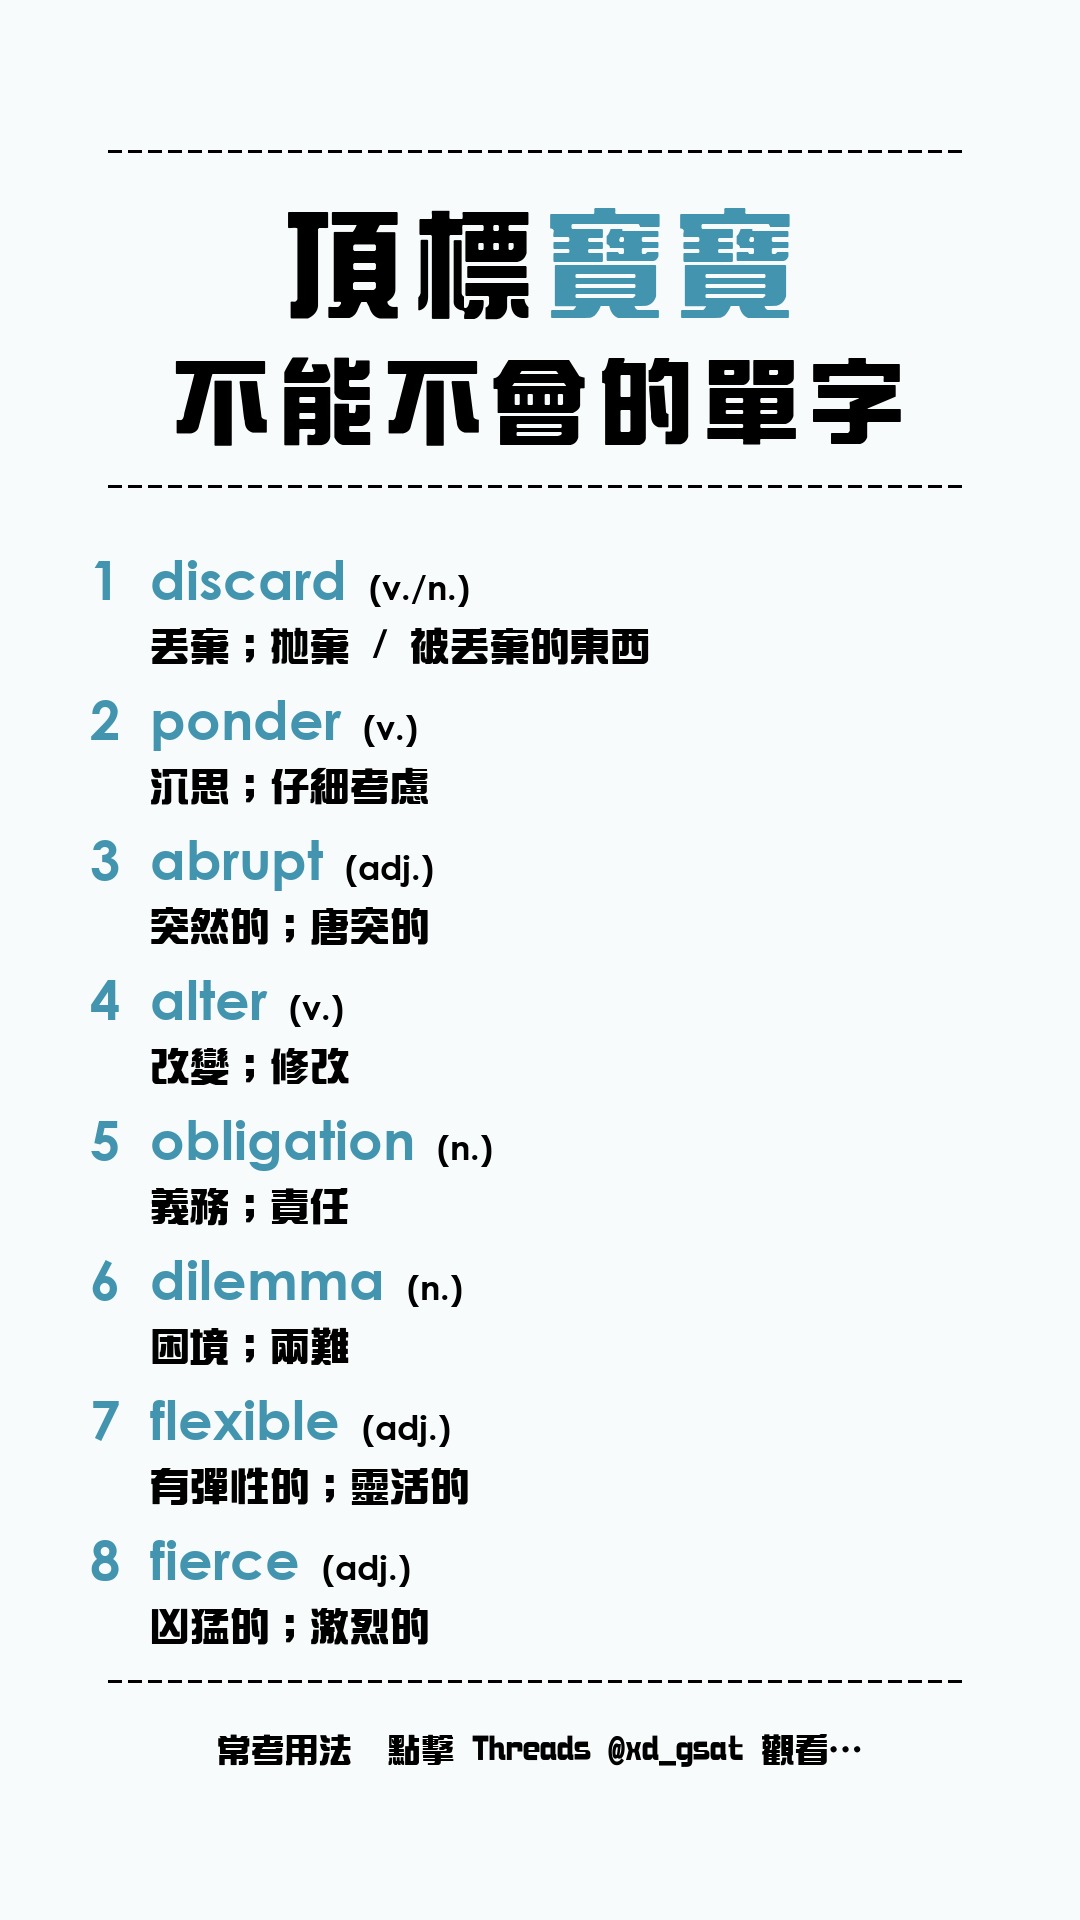 頂標寶寶
不能不會的單字
1 discard (v./n.)
丟棄；拋棄 / 被丟棄的東西
2 ponder (v.)
沉思；仔細考慮
3 abrupt (adj.)
突然的；唐突的
4 alter (v.)
改變；修改
5 obligation (n.)
義務；責任
6 dilemma (n.)
困境；兩難
7 flexible (adj.)
有彈性的；靈活的
8 fierce (adj.)
凶猛的；激烈的
常考用法　點擊 Threads @xd_gsat 觀看…